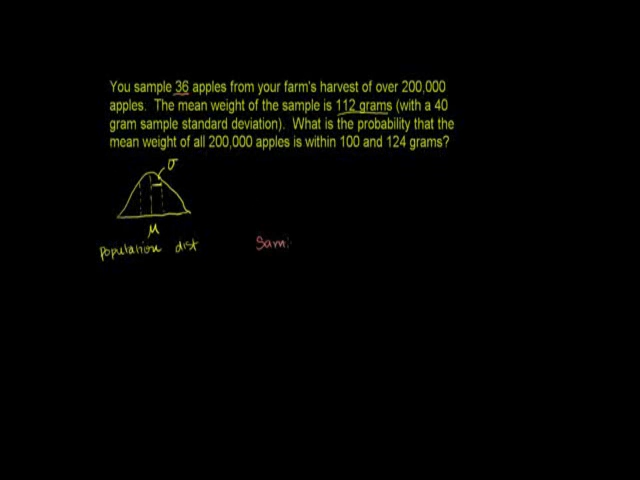 You sample 36 apples from your farm's harvest of over 200,000
apples. The mean weight of the sample is 112 grams (with a 40
gram sample standard deviation). What is the probability that the
mean weight of all 200,000 apples is within 100 and 124 grams?
σ
μ
population dist
Sam